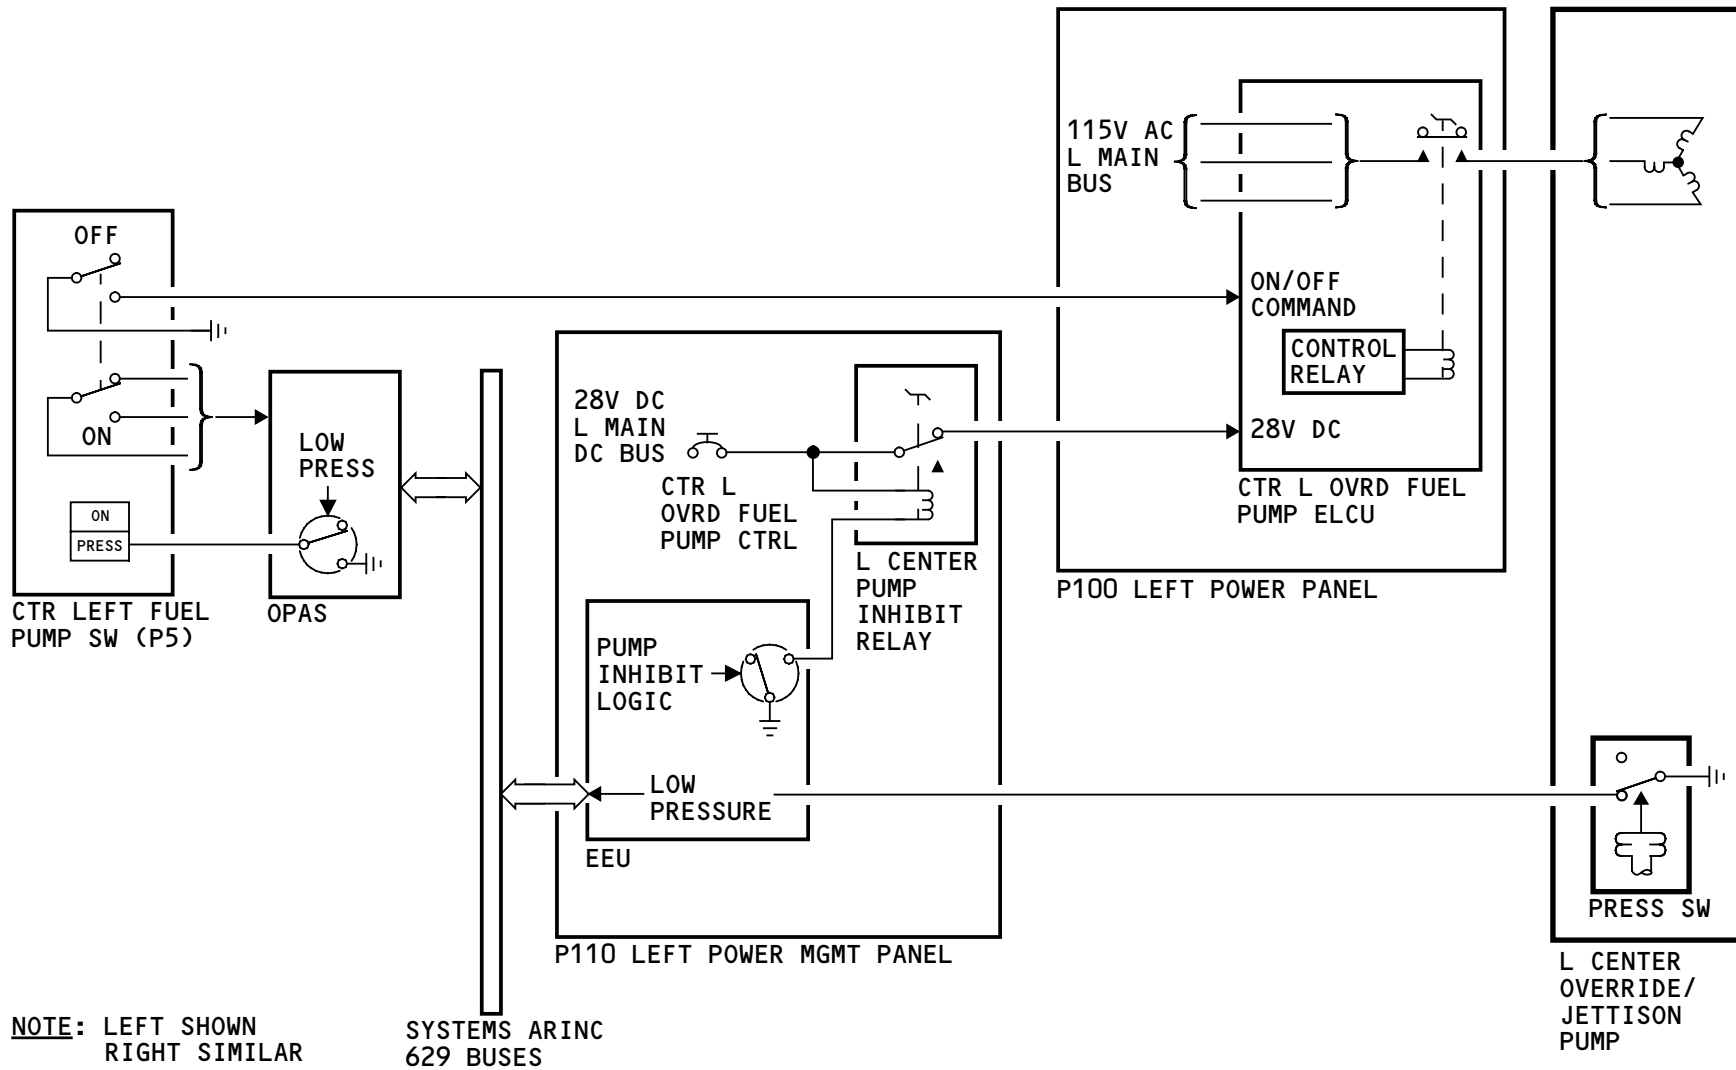 115V AC
L MAIN
BUS
OFF
ON/OFF
COMMAND
CONTROL
RELAY
28V DC
CTR L OVRD FUEL
PUMP ELCU
P100 LEFT POWER PANEL
ON
ON
PRESS
CTR LEFT FUEL
PUMP SW (P5)
LOW
PRESS
OPAS
28V DC
L MAIN
DC BUS
CTR L
OVRD FUEL
PUMP CTRL
L CENTER
PUMP
INHIBIT
RELAY
PUMP
INHIBIT
LOGIC
LOW
PRESSURE
EEU
P110 LEFT POWER MGMT PANEL
PRESS SW
L CENTER
OVERRIDE/
JETTISON
PUMP
SYSTEMS ARINC
629 BUSES
NOTE: LEFT SHOWN
RIGHT SIMILAR